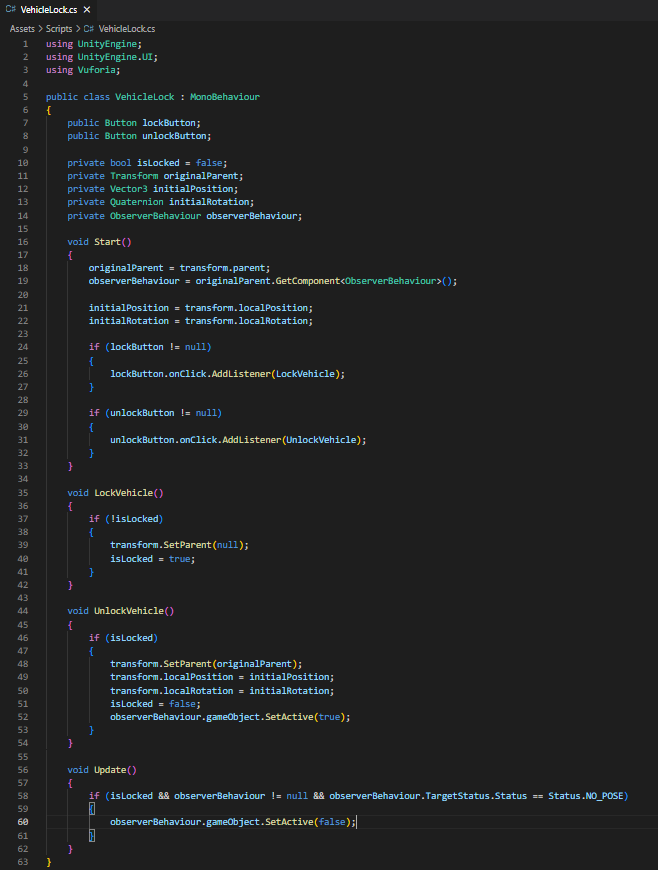 C# VehicleLock.cs ×
Assets > Scripts > C# VehicleLock.cs
1 using UnityEngine;
2 using UnityEngine.UI;
3 using Vuforia;
4
5 public class VehicleLock : MonoBehaviour
6 {
7     public Button lockButton;
8     public Button unlockButton;
9
10     private bool isLocked = false;
11     private Transform originalParent;
12     private Vector3 initialPosition;
13     private Quaternion initialRotation;
14     private ObserverBehaviour observerBehaviour;
15
16     void Start()
17     {
18         originalParent = transform.parent;
19         observerBehaviour = originalParent.GetComponent<ObserverBehaviour>();
20
21         initialPosition = transform.localPosition;
22         initialRotation = transform.localRotation;
23
24         if (lockButton != null)
25         {
26             lockButton.onClick.AddListener(LockVehicle);
27         }
28
29         if (unlockButton != null)
30         {
31             unlockButton.onClick.AddListener(UnlockVehicle);
32         }
33     }
34
35     void LockVehicle()
36     {
37         if (!isLocked)
38         {
39             transform.SetParent(null);
40             isLocked = true;
41         }
42     }
43
44     void UnlockVehicle()
45     {
46         if (isLocked)
47         {
48             transform.SetParent(originalParent);
49             transform.localPosition = initialPosition;
50             transform.localRotation = initialRotation;
51             isLocked = false;
52             observerBehaviour.gameObject.SetActive(true);
53         }
54     }
55
56     void Update()
57     {
58         if (isLocked && observerBehaviour != null && observerBehaviour.TargetStatus.Status == Status.NO_POSE)
59         {
60             observerBehaviour.gameObject.SetActive(false);
61         }
62     }
63 }